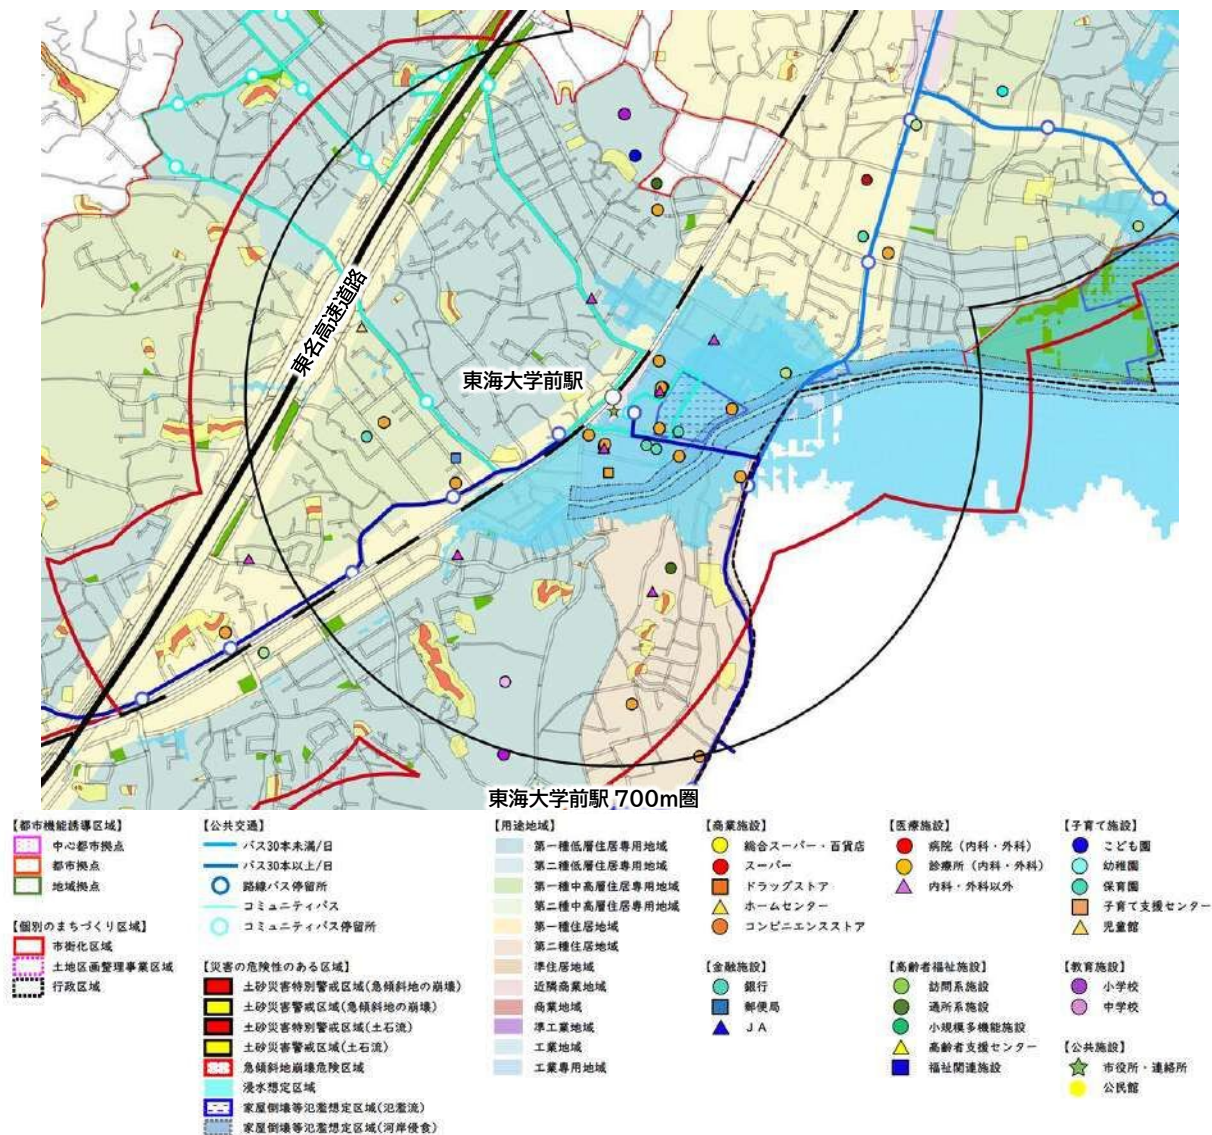 東名高速道路
東海大学前駅
東海大学前駅 700m圏
【都市機能誘導区域】
中心都市拠点
都市拠点
地域拠点
【個別のまちづくり区域】
市街化区域
土地区画整理事業区域
行政区域
【公共交通】
バス30本未満/日
バス30本以上/日
路線バス停留所
コミュニティバス
コミュニティバス停留所
【災害の危険性のある区域】
土砂災害特別警戒区域(急傾斜地の崩壊)
土砂災害警戒区域(急傾斜地の崩壊)
土砂災害特別警戒区域(土石流)
土砂災害警戒区域(土石流)
急傾斜地崩壊危険区域
浸水想定区域
家屋倒壊等氾濫想定区域(氾濫流)
家屋倒壊等氾濫想定区域(河岸侵食)
【用途地域】
第一種低層住居専用地域
第二種低層住居専用地域
第一種中高層住居専用地域
第二種中高層住居専用地域
第一種住居地域
第二種住居地域
準住居地域
近隣商業地域
商業地域
準工業地域
工業地域
工業専用地域
【商業施設】
総合スーパー・百貨店
スーパー
ドラッグストア
ホームセンター
コンビニエンスストア
【金融施設】
銀行
郵便局
JA
【医療施設】
病院(内科・外科)
診療所(内科・外科)
内科・外科以外
【高齢者福祉施設】
訪問系施設
通所系施設
小規模多機能施設
高齢者支援センター
福祉関連施設
【子育て施設】
こども園
幼稚園
保育園
子育て支援センター
児童館
【教育施設】
小学校
中学校
【公共施設】
市役所・連絡所
公民館